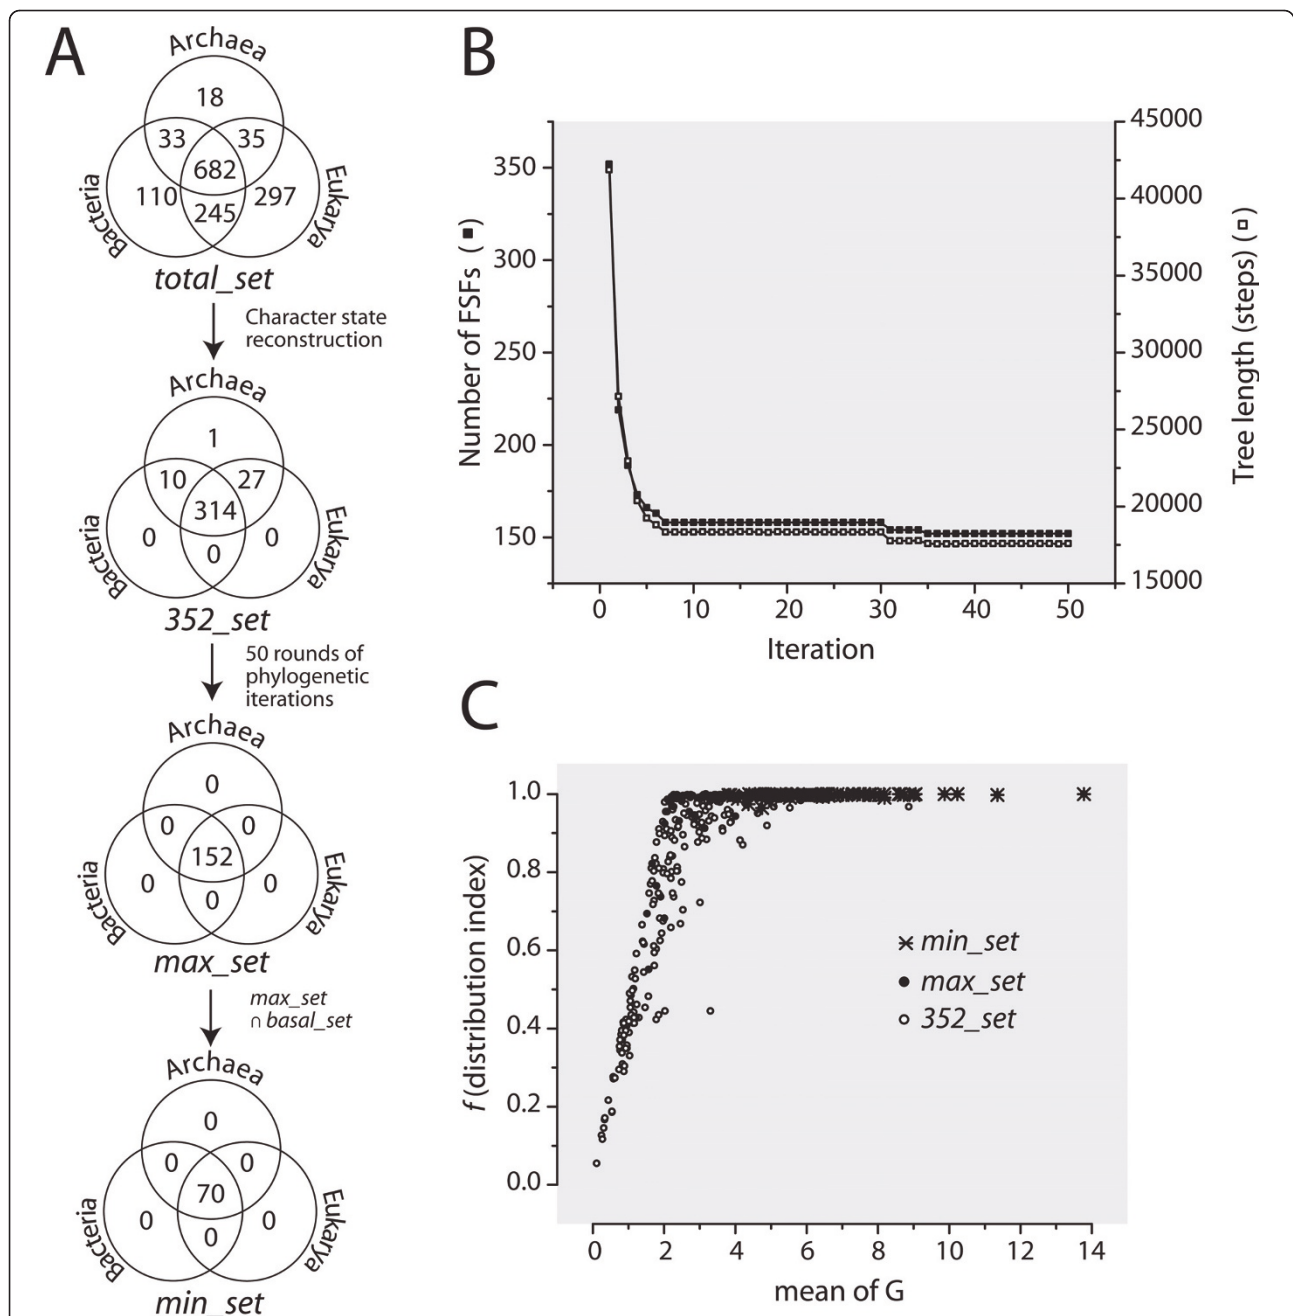 A
Archaea
18
33
35
682
110
297
245
Bacteria
Eukarya
total_set
Character state
reconstruction
Archaea
1
10
27
314
0
0
0
Bacteria
Eukarya
352_set
50 rounds of
phylogenetic
iterations
Archaea
0
0
0
152
0
0
0
Bacteria
Eukarya
max_set
max_set
∩ basal_set
Archaea
0
0
0
70
0
0
0
Bacteria
Eukarya
min_set
B
Number of FSFs (■)
350
300
250
200
150
45000
40000
35000
30000
25000
20000
15000
Tree length (steps) (□)
0 10 20 30 40 50
Iteration
C
f (distribution index)
1.0
0.8
0.6
0.4
0.2
0.0
min_set
max_set
352_set
0 2 4 6 8 10 12 14
mean of G